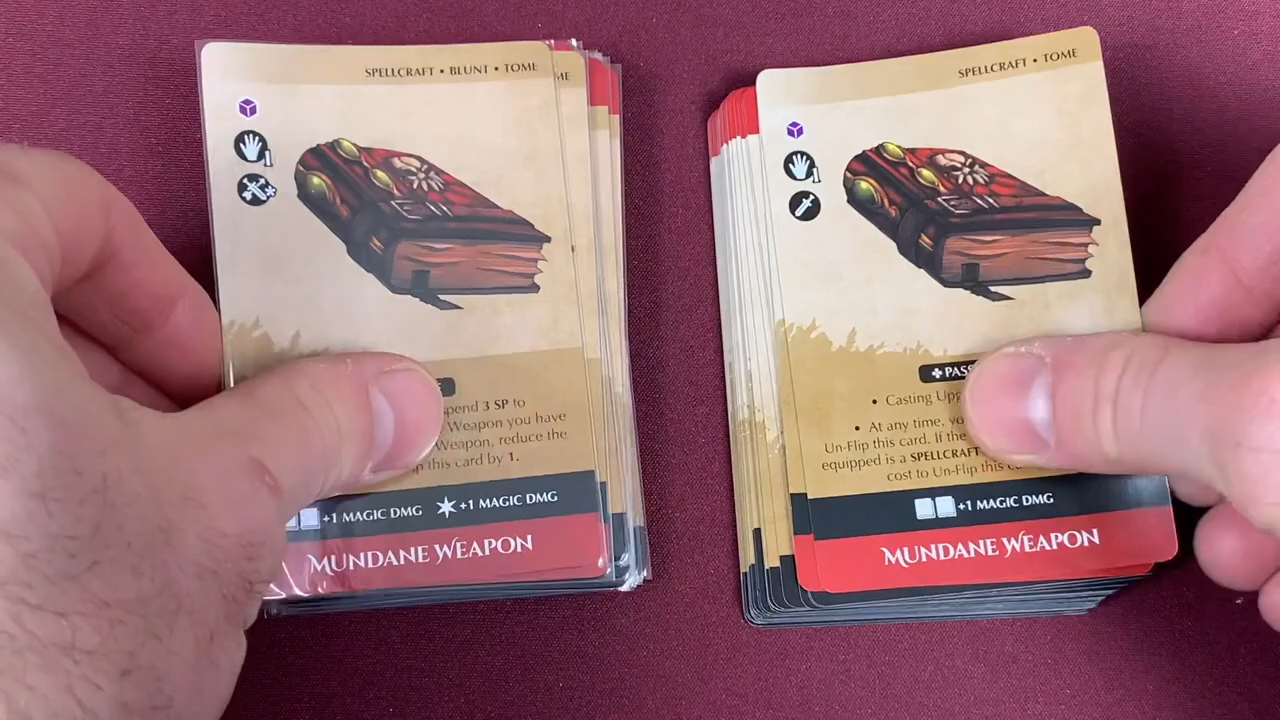 SPELLCRAFT • BLUNT • TOME
ME
1
spend 3 SP to
Weapon you have
Weapon, reduce the
this card by 1.
+1 MAGIC DMG +1 MAGIC DMG
MUNDANE WEAPON
SPELLCRAFT • TOME
1
• Casting
• At any time,
Un-Flip this card. If the
equipped is a SPELLCRAFT
cost to Un-Flip this
+1 MAGIC DMG
MUNDANE WEAPON